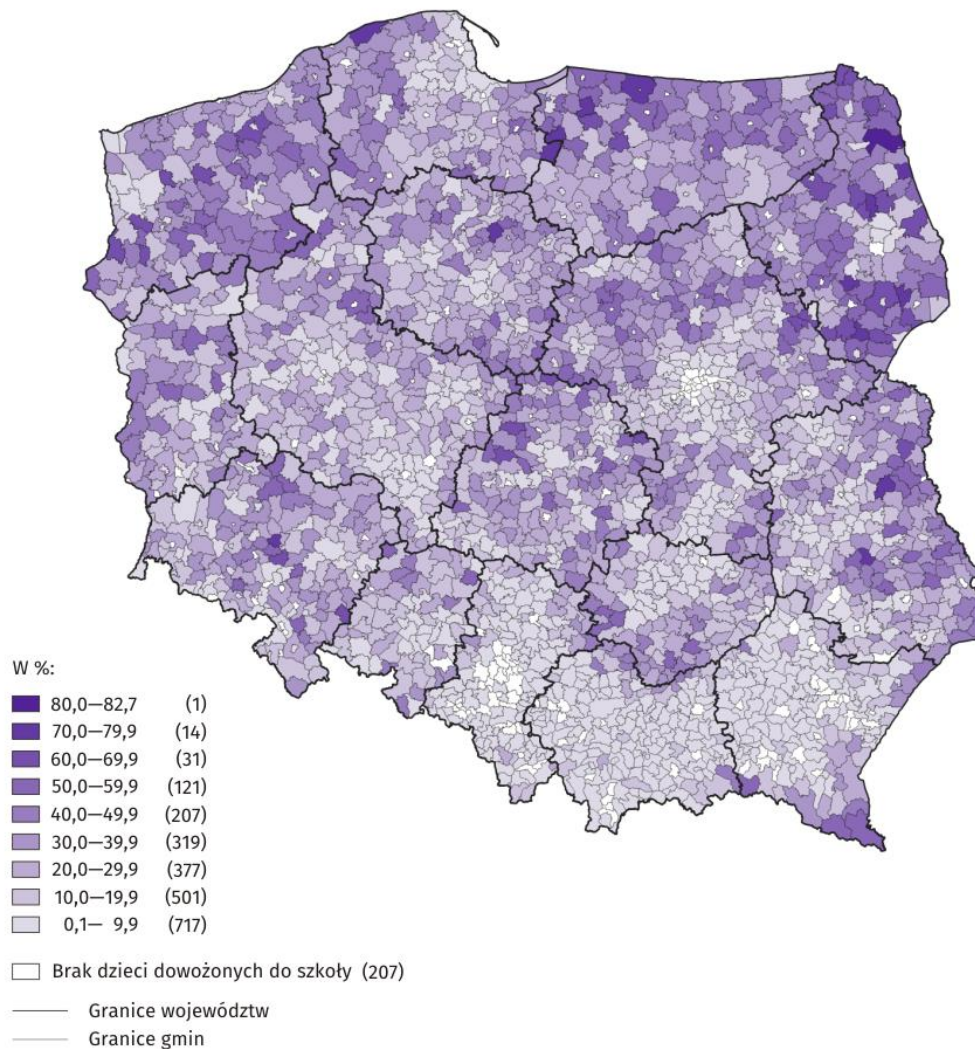 W %:
80,0—82,7 (1)
70,0—79,9 (14)
60,0—69,9 (31)
50,0—59,9 (121)
40,0—49,9 (207)
30,0—39,9 (319)
20,0—29,9 (377)
10,0—19,9 (501)
0,1— 9,9 (717)
Brak dzieci dowożonych do szkoły (207)
Granice województw
Granice gmin